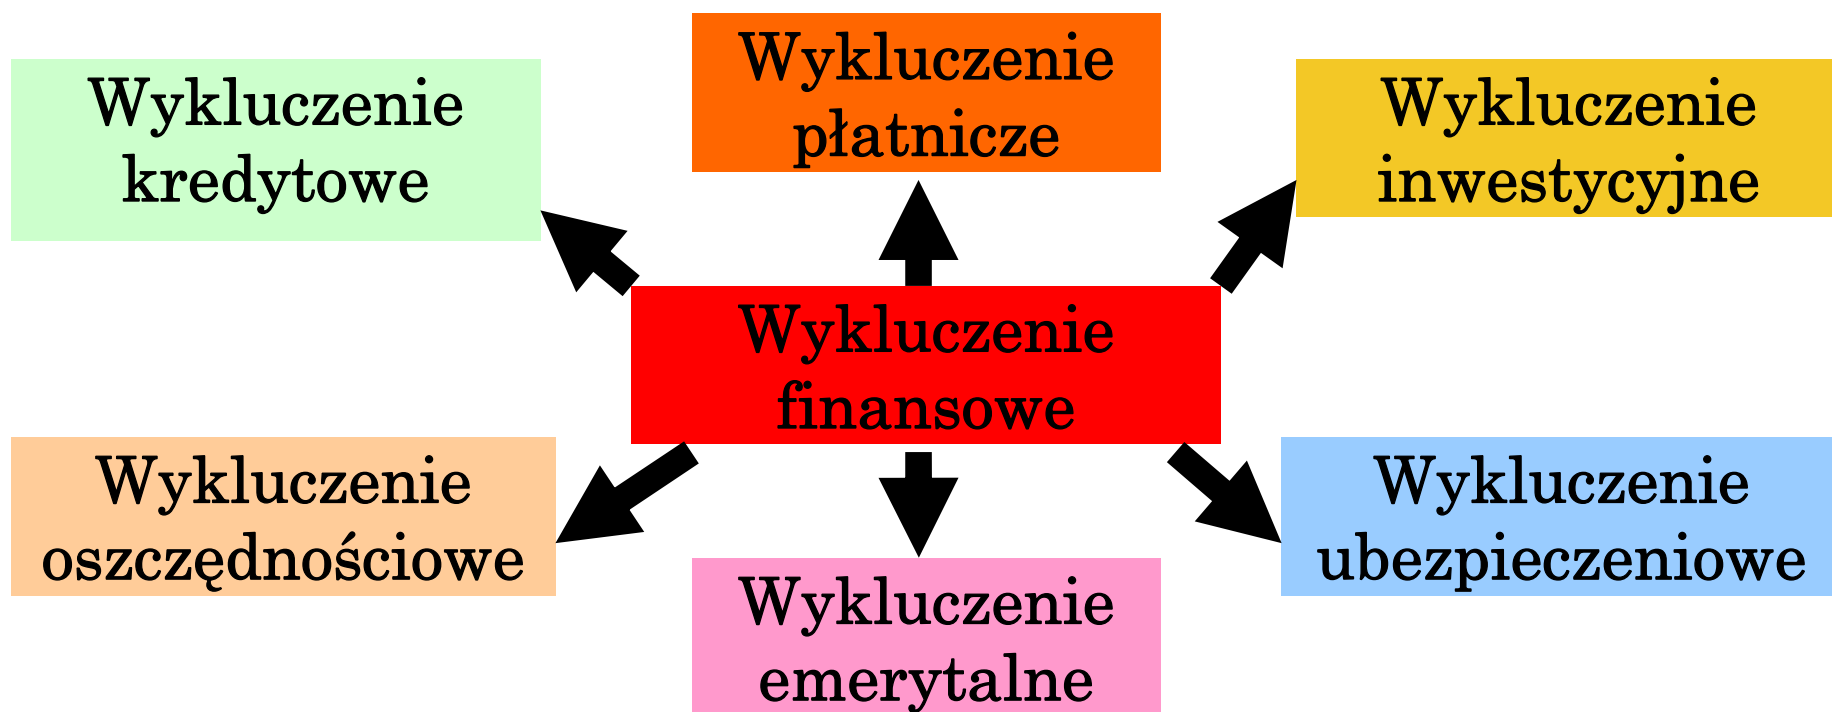 Wykluczenie
kredytowe
Wykluczenie
płatnicze
Wykluczenie
inwestycyjne
Wykluczenie
finansowe
Wykluczenie
oszczędnościowe
Wykluczenie
emerytalne
Wykluczenie
ubezpieczeniowe